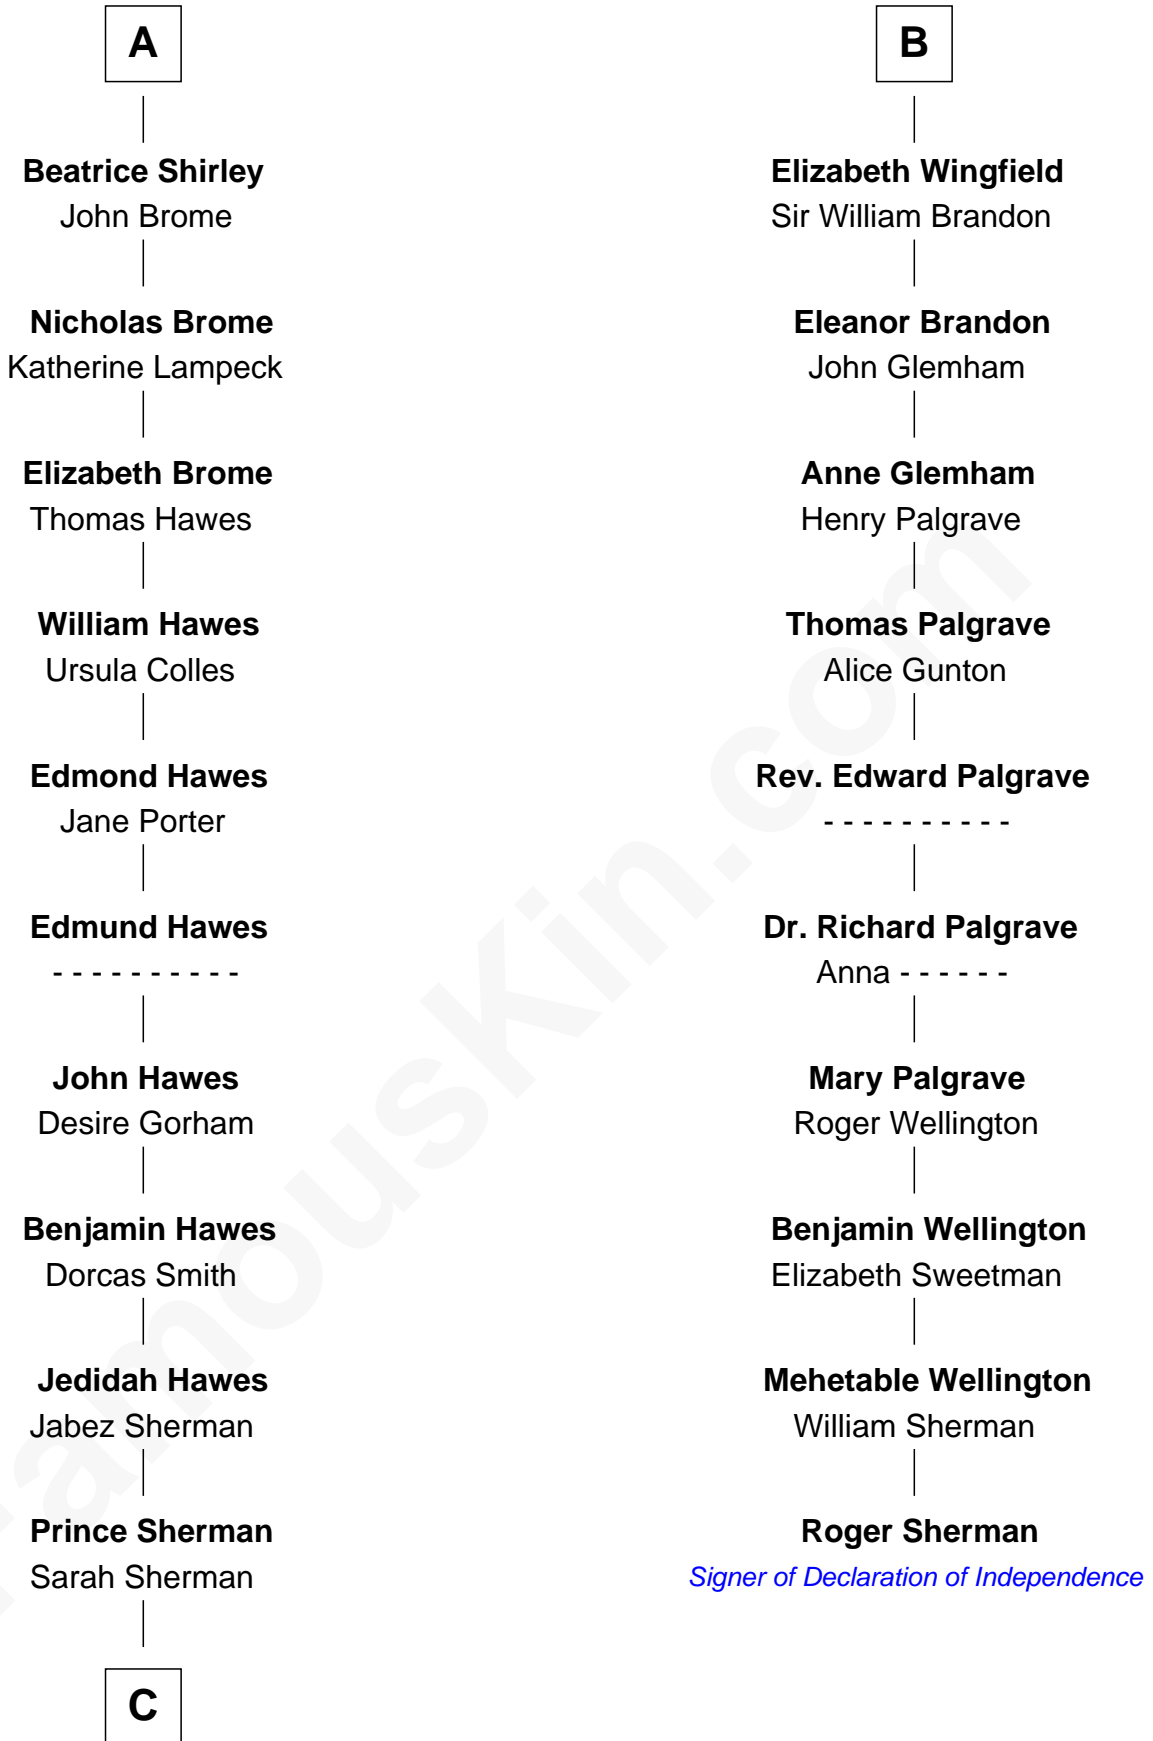 A
Beatrice Shirley
John Brome
Nicholas Brome
Katherine Lampeck
Elizabeth Brome
Thomas Hawes
William Hawes
Ursula Colles
Edmond Hawes
Jane Porter
Edmund Hawes
- - - - - - - - - -
John Hawes
Desire Gorham
Benjamin Hawes
Dorcas Smith
Jedidah Hawes
Jabez Sherman
Prince Sherman
Sarah Sherman
C
B
Elizabeth Wingfield
Sir William Brandon
Eleanor Brandon
John Glemham
Anne Glemham
Henry Palgrave
Thomas Palgrave
Alice Gunton
Rev. Edward Palgrave
- - - - - - - - - -
Dr. Richard Palgrave
Anna - - - - - -
Mary Palgrave
Roger Wellington
Benjamin Wellington
Elizabeth Sweetman
Mehetable Wellington
William Sherman
Roger Sherman
Signer of Declaration of Independence
FamousKin.com